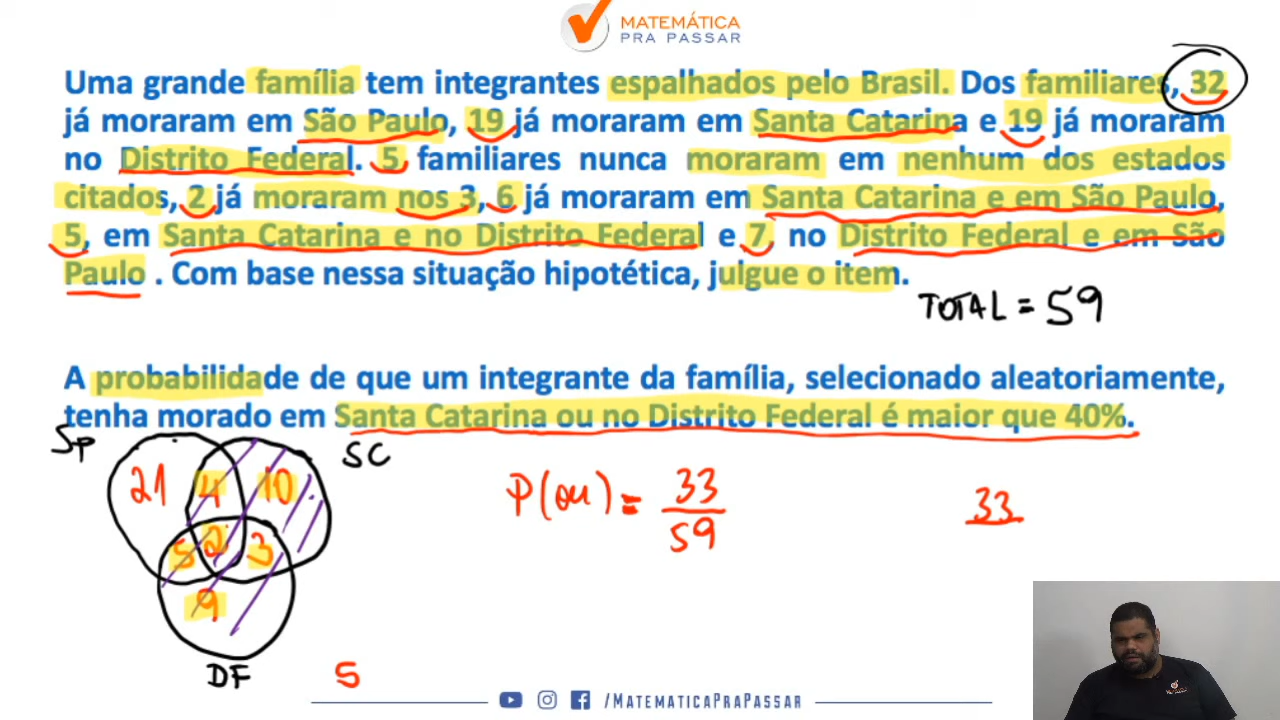 MATEMÁTICA
PRA PASSAR
Uma grande família tem integrantes espalhados pelo Brasil. Dos familiares, 32
já moraram em São Paulo, 19 já moraram em Santa Catarina e 19 já moraram
no Distrito Federal. 5 familiares nunca moraram em nenhum dos estados
citados, 2 já moraram nos 3, 6 já moraram em Santa Catarina e em São Paulo,
5, em Santa Catarina e no Distrito Federal e 7, no Distrito Federal e em São
Paulo . Com base nessa situação hipotética, julgue o item.
TOTAL = 59
A probabilidade de que um integrante da família, selecionado aleatoriamente,
tenha morado em Santa Catarina ou no Distrito Federal é maior que 40%.
SP
SC
21 4 10
5 2 3
9
DF
5
P(ou) = 33
59
33
/MATEMATICAPRAPASSAR